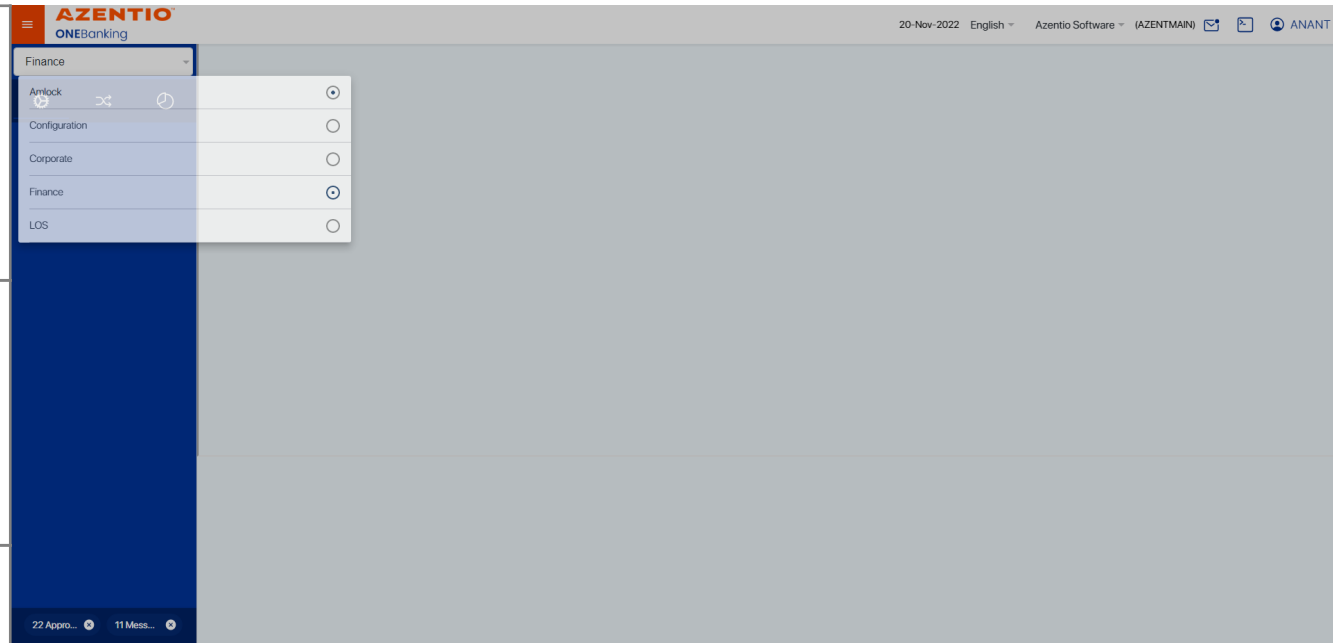 AZENTIO™
ONEBanking
20-Nov-2022 English Azentio Software (AZENTMAIN) ANANT
Finance
Amlock
Configuration
Corporate
Finance
LOS
22 Appro... 11 Mess...